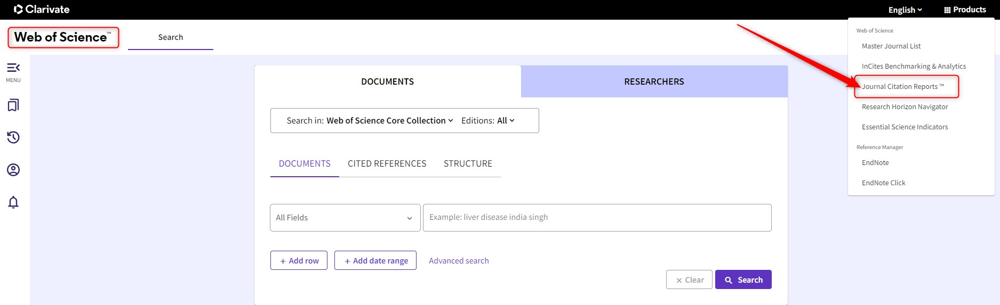 Clarivate
English
Products
Web of Science™
Search
Web of Science
Master Journal List
InCites Benchmarking & Analytics
Journal Citation Reports ™
Research Horizon Navigator
Essential Science Indicators
Reference Manager
EndNote
EndNote Click
MENU
DOCUMENTS
RESEARCHERS
Search in: Web of Science Core Collection Editions: All
DOCUMENTS CITED REFERENCES STRUCTURE
All Fields
Example: liver disease india singh
+ Add row
+ Add date range
Advanced search
× Clear
Search